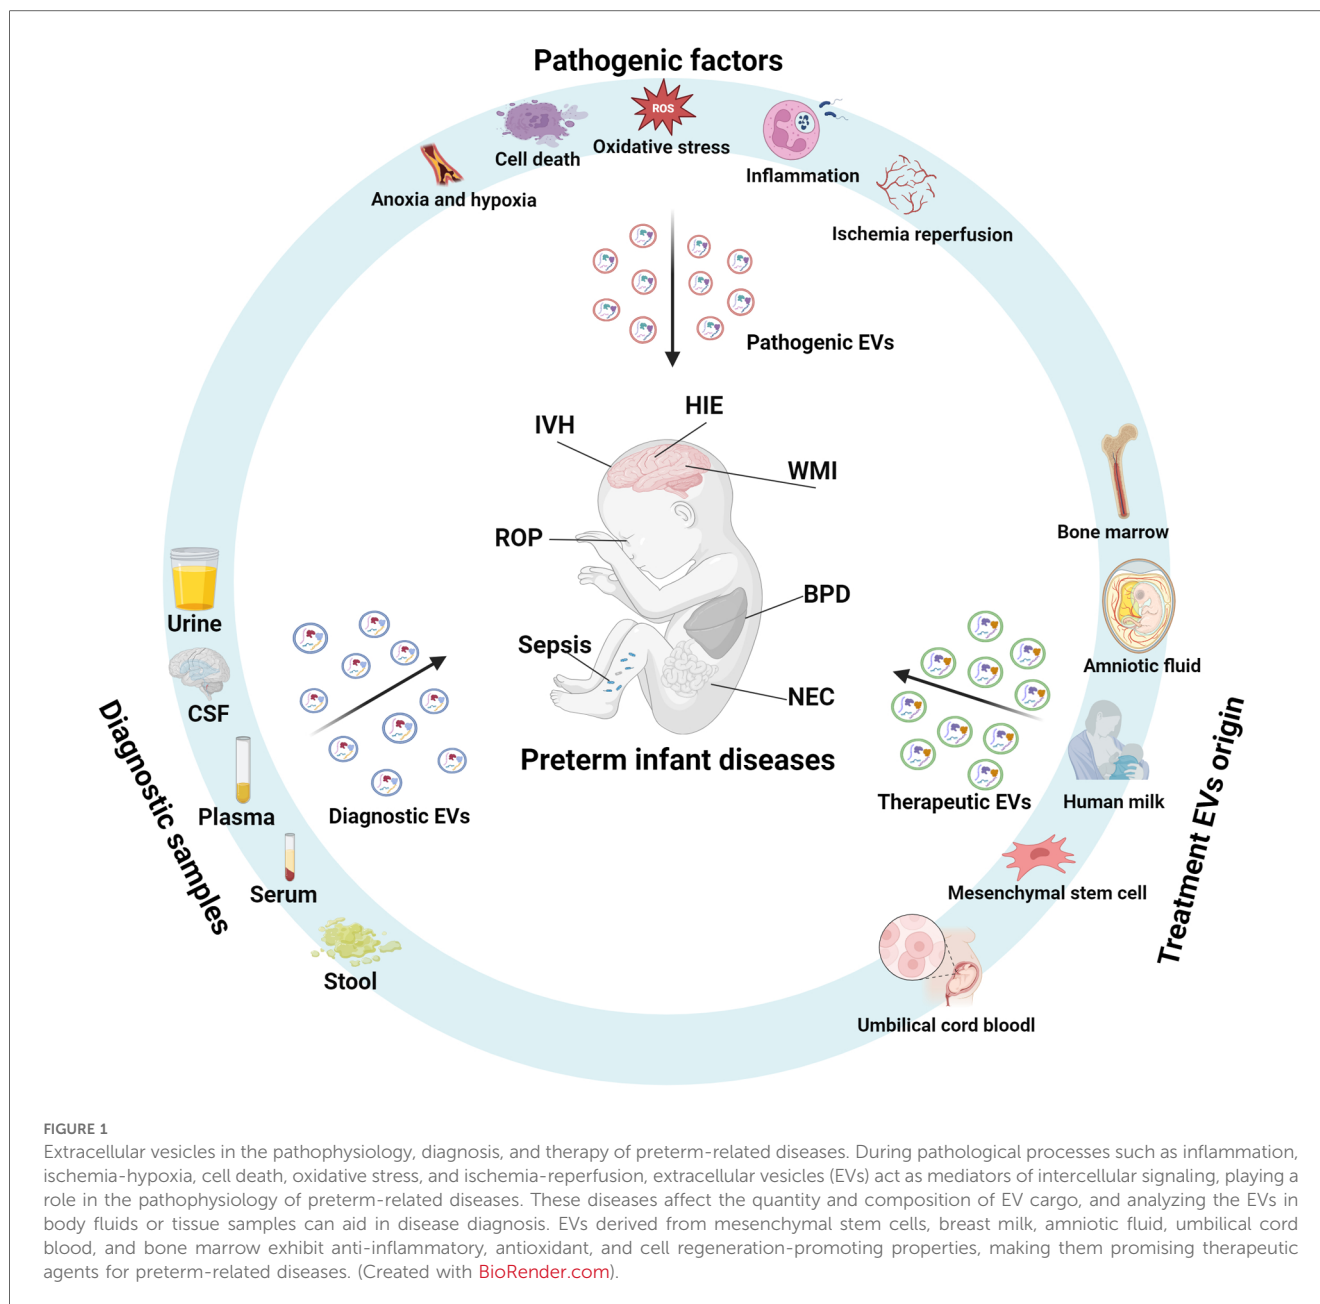 Pathogenic factors
ROS
Cell death
Oxidative stress
Inflammation
Anoxia and hypoxia
Ischemia reperfusion
Pathogenic EVs
HIE
IVH
WMI
ROP
BPD
Sepsis
NEC
Preterm infant diseases
Urine
CSF
Plasma
Serum
Stool
Diagnostic samples
Diagnostic EVs
Bone marrow
Amniotic fluid
Human milk
Mesenchymal stem cell
Umbilical cord bloodl
Treatment EVs origin
Therapeutic EVs
FIGURE 1
Extracellular vesicles in the pathophysiology, diagnosis, and therapy of preterm-related diseases. During pathological processes such as inflammation,
ischemia-hypoxia, cell death, oxidative stress, and ischemia-reperfusion, extracellular vesicles (EVs) act as mediators of intercellular signaling, playing a
role in the pathophysiology of preterm-related diseases. These diseases affect the quantity and composition of EV cargo, and analyzing the EVs in
body fluids or tissue samples can aid in disease diagnosis. EVs derived from mesenchymal stem cells, breast milk, amniotic fluid, umbilical cord
blood, and bone marrow exhibit anti-inflammatory, antioxidant, and cell regeneration-promoting properties, making them promising therapeutic
agents for preterm-related diseases. (Created with BioRender.com).